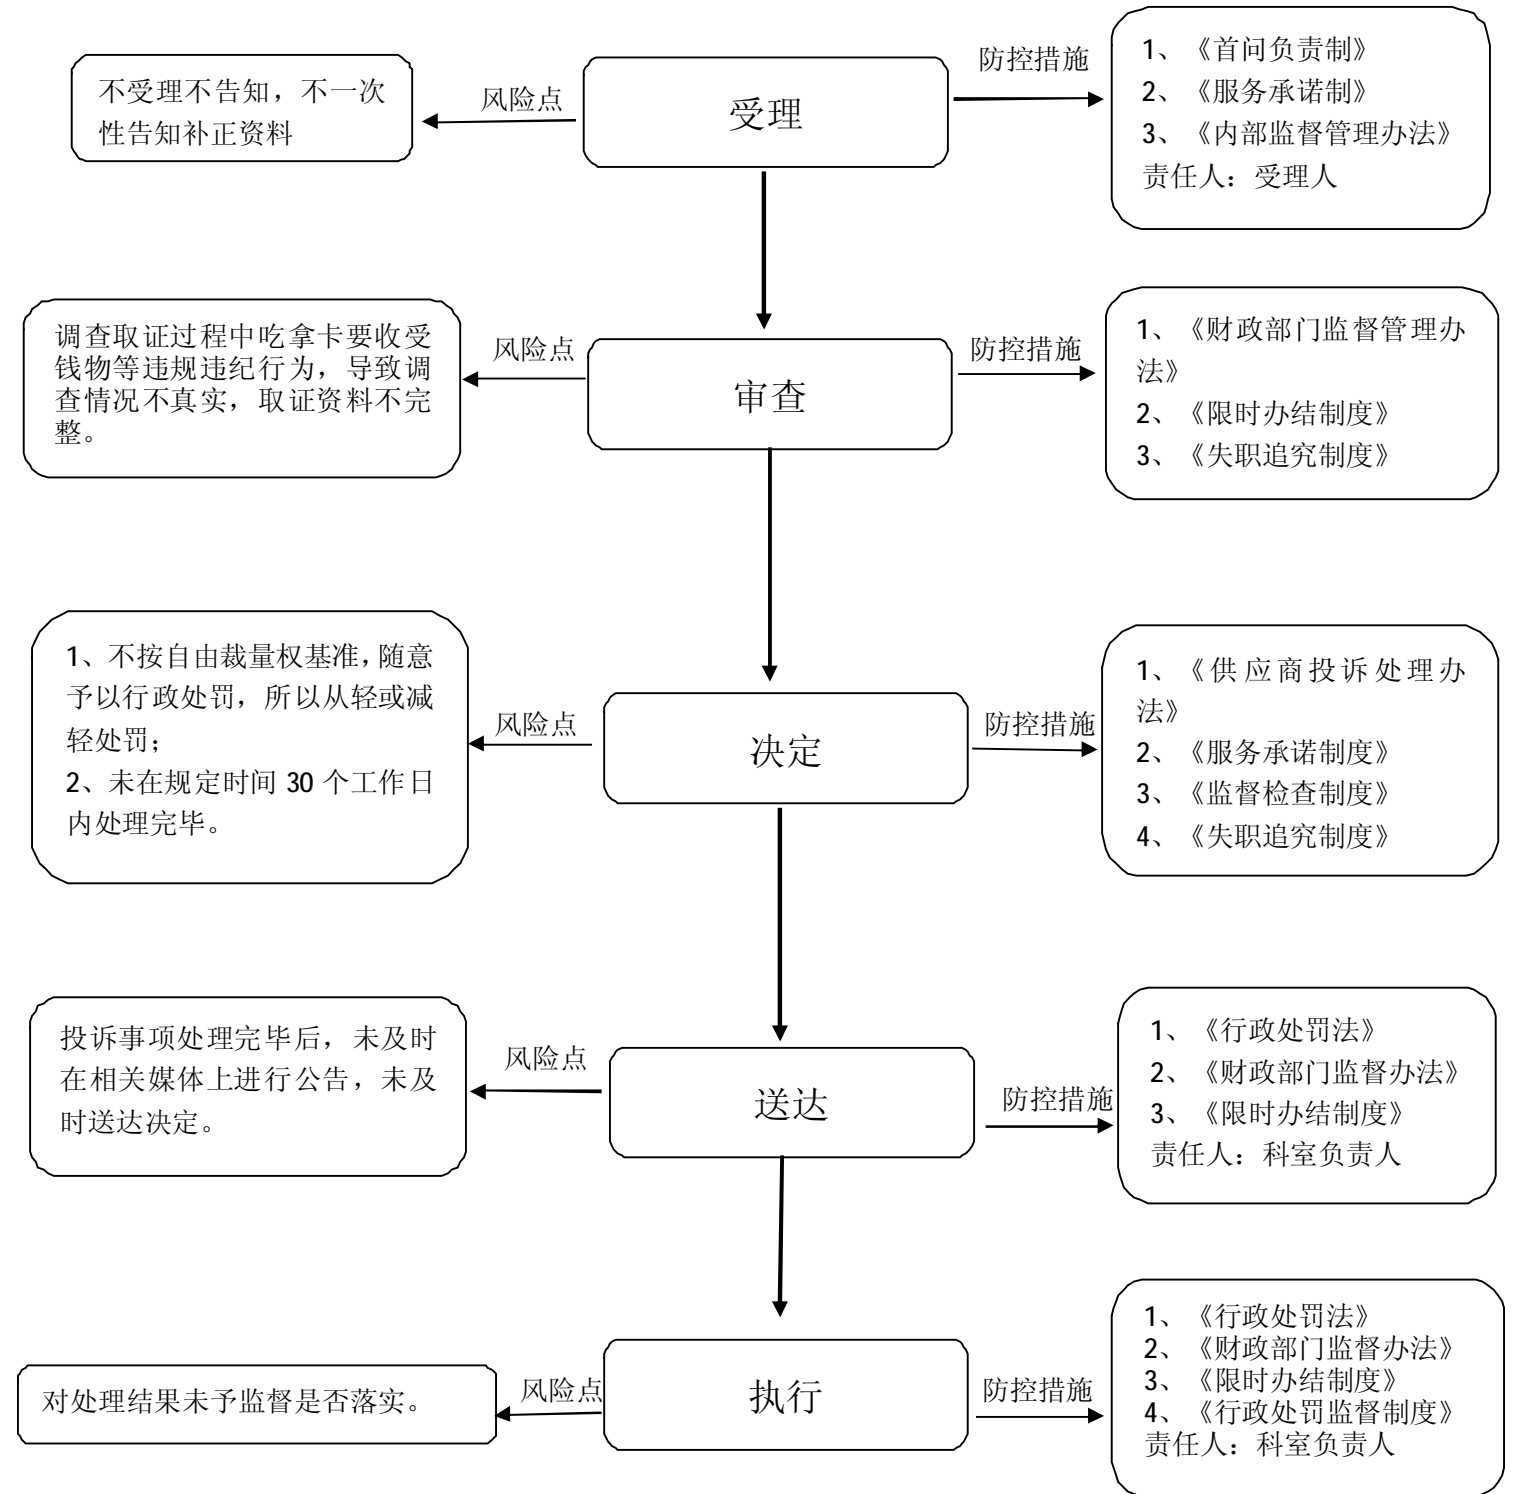 不受理不告知，不一次
性告知补正资料
风险点
受理
防控措施
1、《首问负责制》
2、《服务承诺制》
3、《内部监督管理办法》
责任人：受理人
调查取证过程中吃拿卡要收受
钱物等违规违纪行为，导致调
查情况不真实，取证资料不完
整。
风险点
审查
防控措施
1、《财政部门监督管理办
法》
2、《限时办结制度》
3、《失职追究制度》
1、不按自由裁量权基准，随意
予以行政处罚，所以从轻或减
轻处罚；
2、未在规定时间 30 个工作日
内处理完毕。
风险点
决定
防控措施
1、《供应商投诉处理办
法》
2、《服务承诺制度》
3、《监督检查制度》
4、《失职追究制度》
投诉事项处理完毕后，未及时
在相关媒体上进行公告，未及
时送达决定。
风险点
送达
防控措施
1、《行政处罚法》
2、《财政部门监督办法》
3、《限时办结制度》
责任人：科室负责人
对处理结果未予监督是否落实。
风险点
执行
防控措施
1、《行政处罚法》
2、《财政部门监督办法》
3、《限时办结制度》
4、《行政处罚监督制度》
责任人：科室负责人